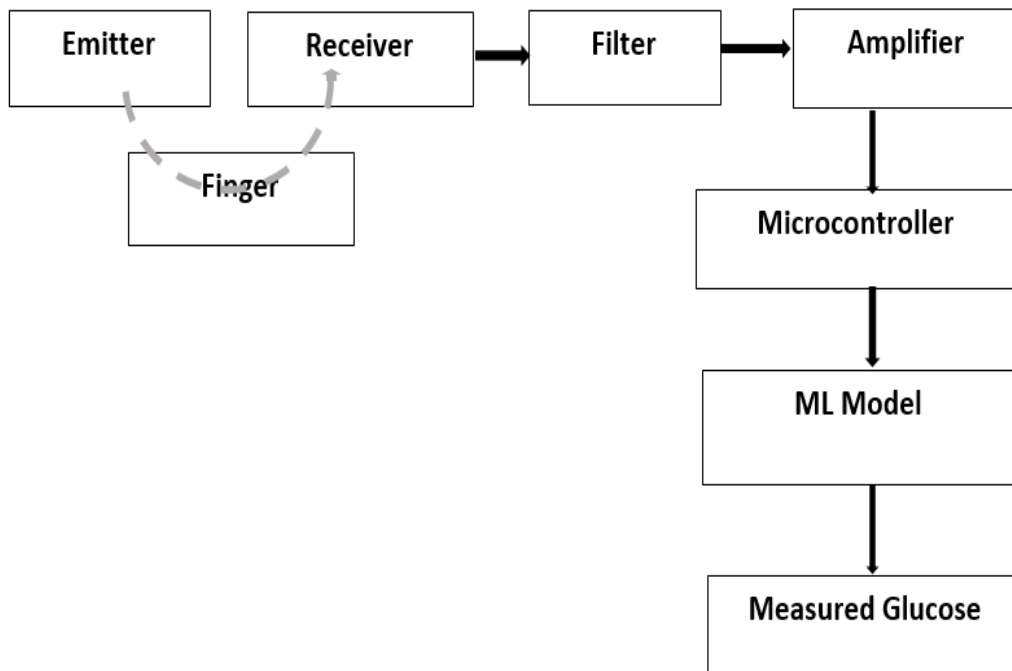 Emitter
Receiver
Filter
Amplifier
Finger
Microcontroller
ML Model
Measured Glucose